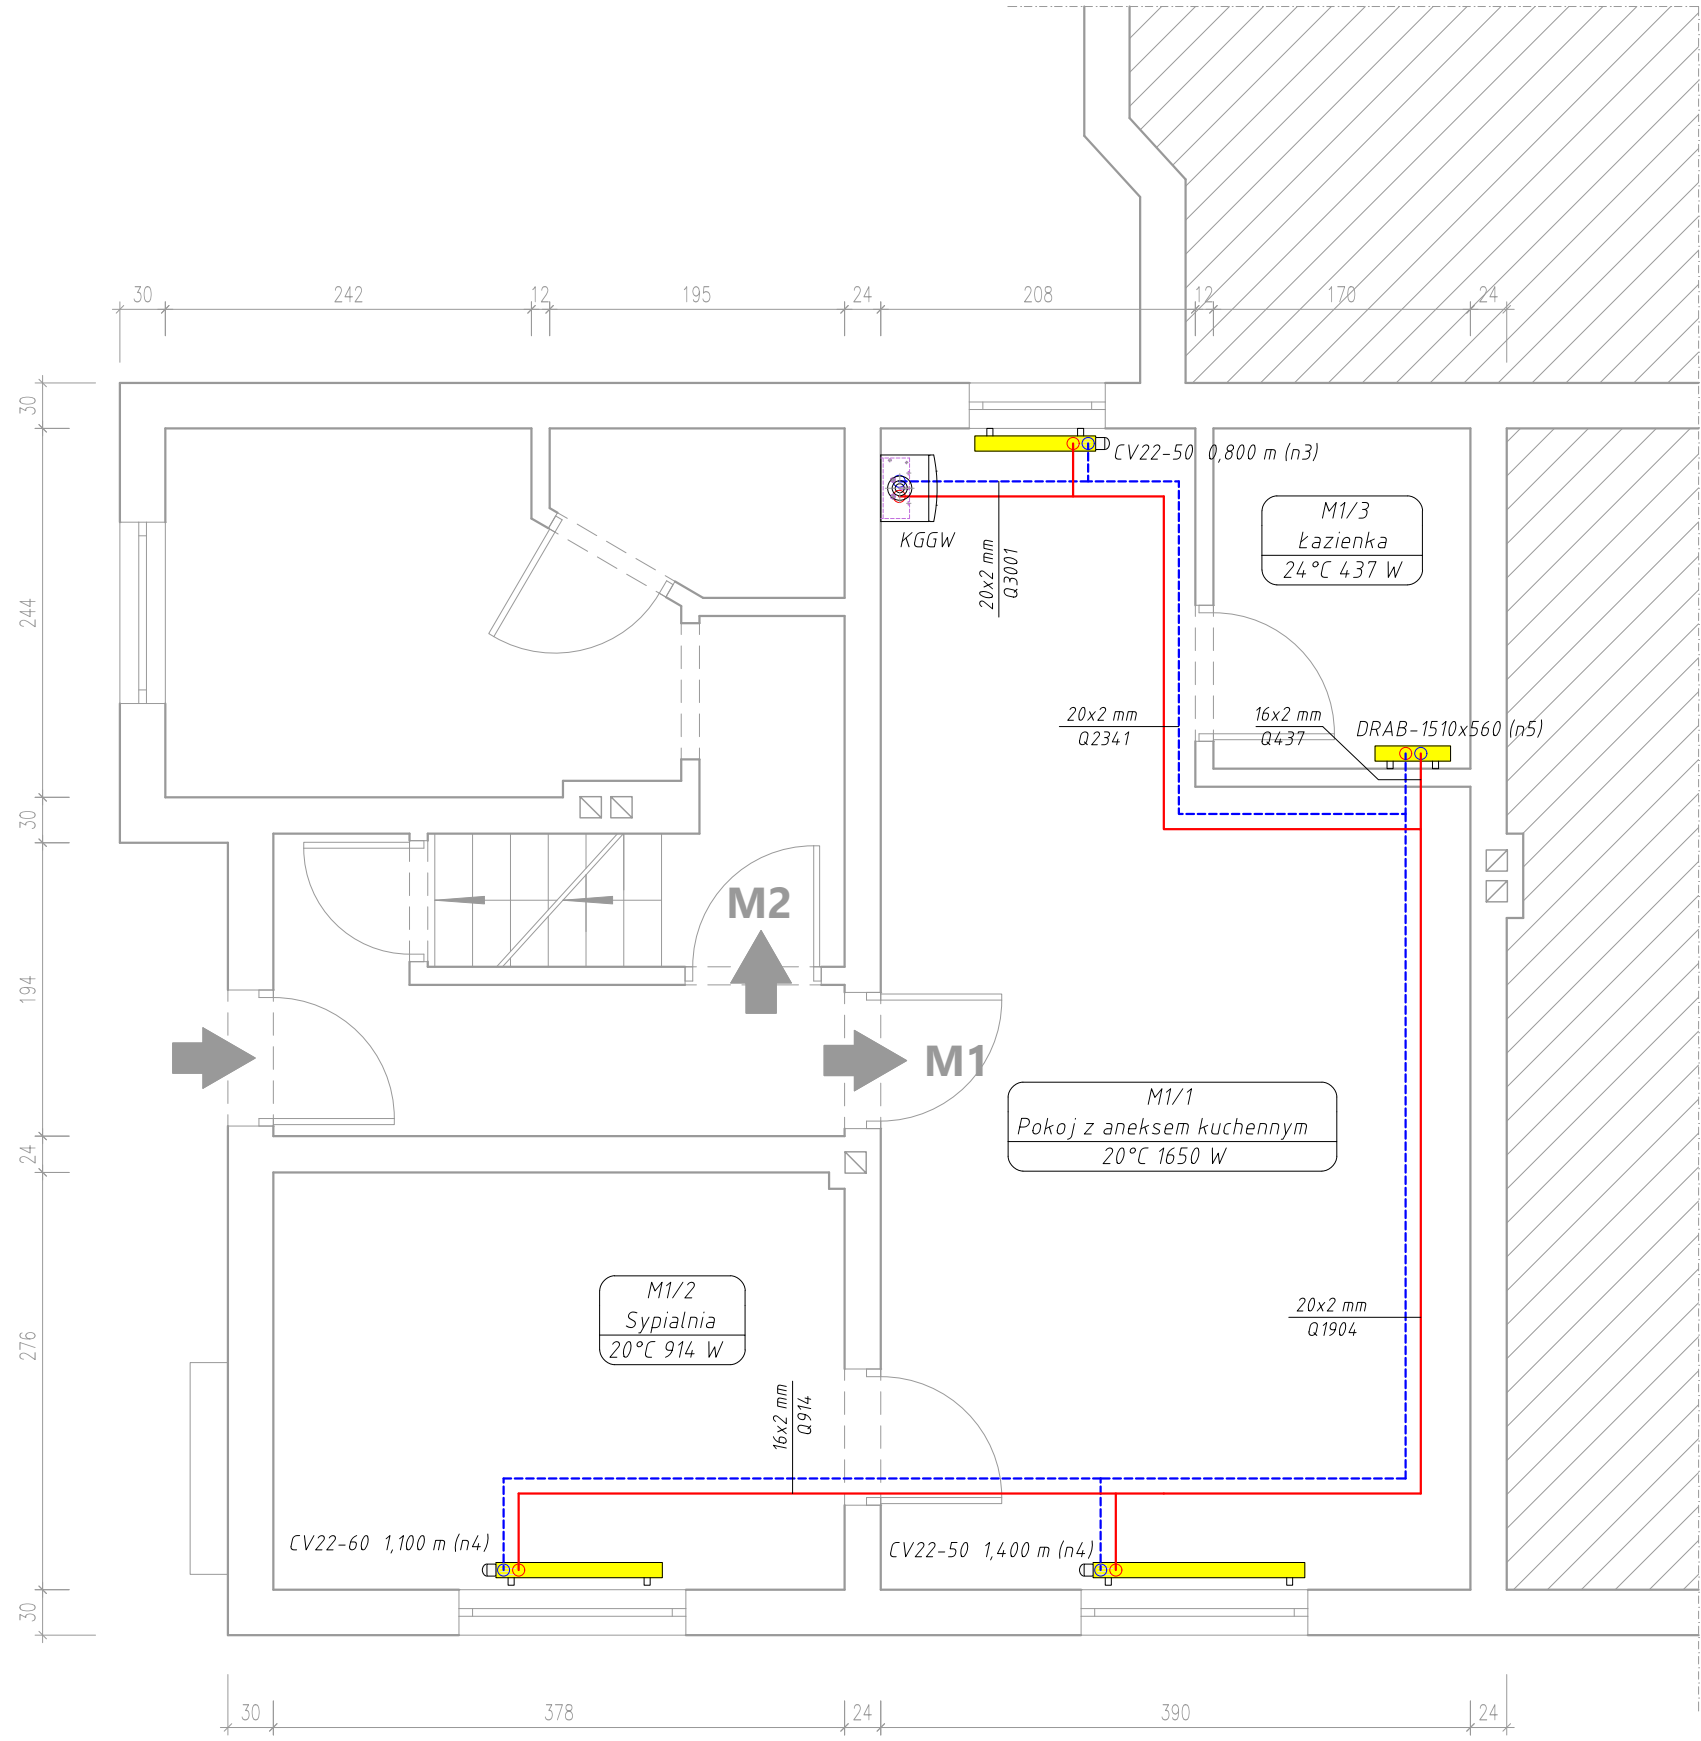 30
242
12
195
24
208
12
170
24
30
244
30
194
24
276
30
CV22-50 0,800 m (n3)
KGGW
20x2 mm
Q3001
M1/3
Łazienka
24°C 437 W
20x2 mm
Q2341
16x2 mm
Q437
DRAB-1510x560 (n5)
M2
M1
M1/1
Pokoj z aneksem kuchennym
20°C 1650 W
M1/2
Sypialnia
20°C 914 W
20x2 mm
Q1904
16x2 mm
Q914
CV22-60 1,100 m (n4)
CV22-50 1,400 m (n4)
30
378
24
390
24